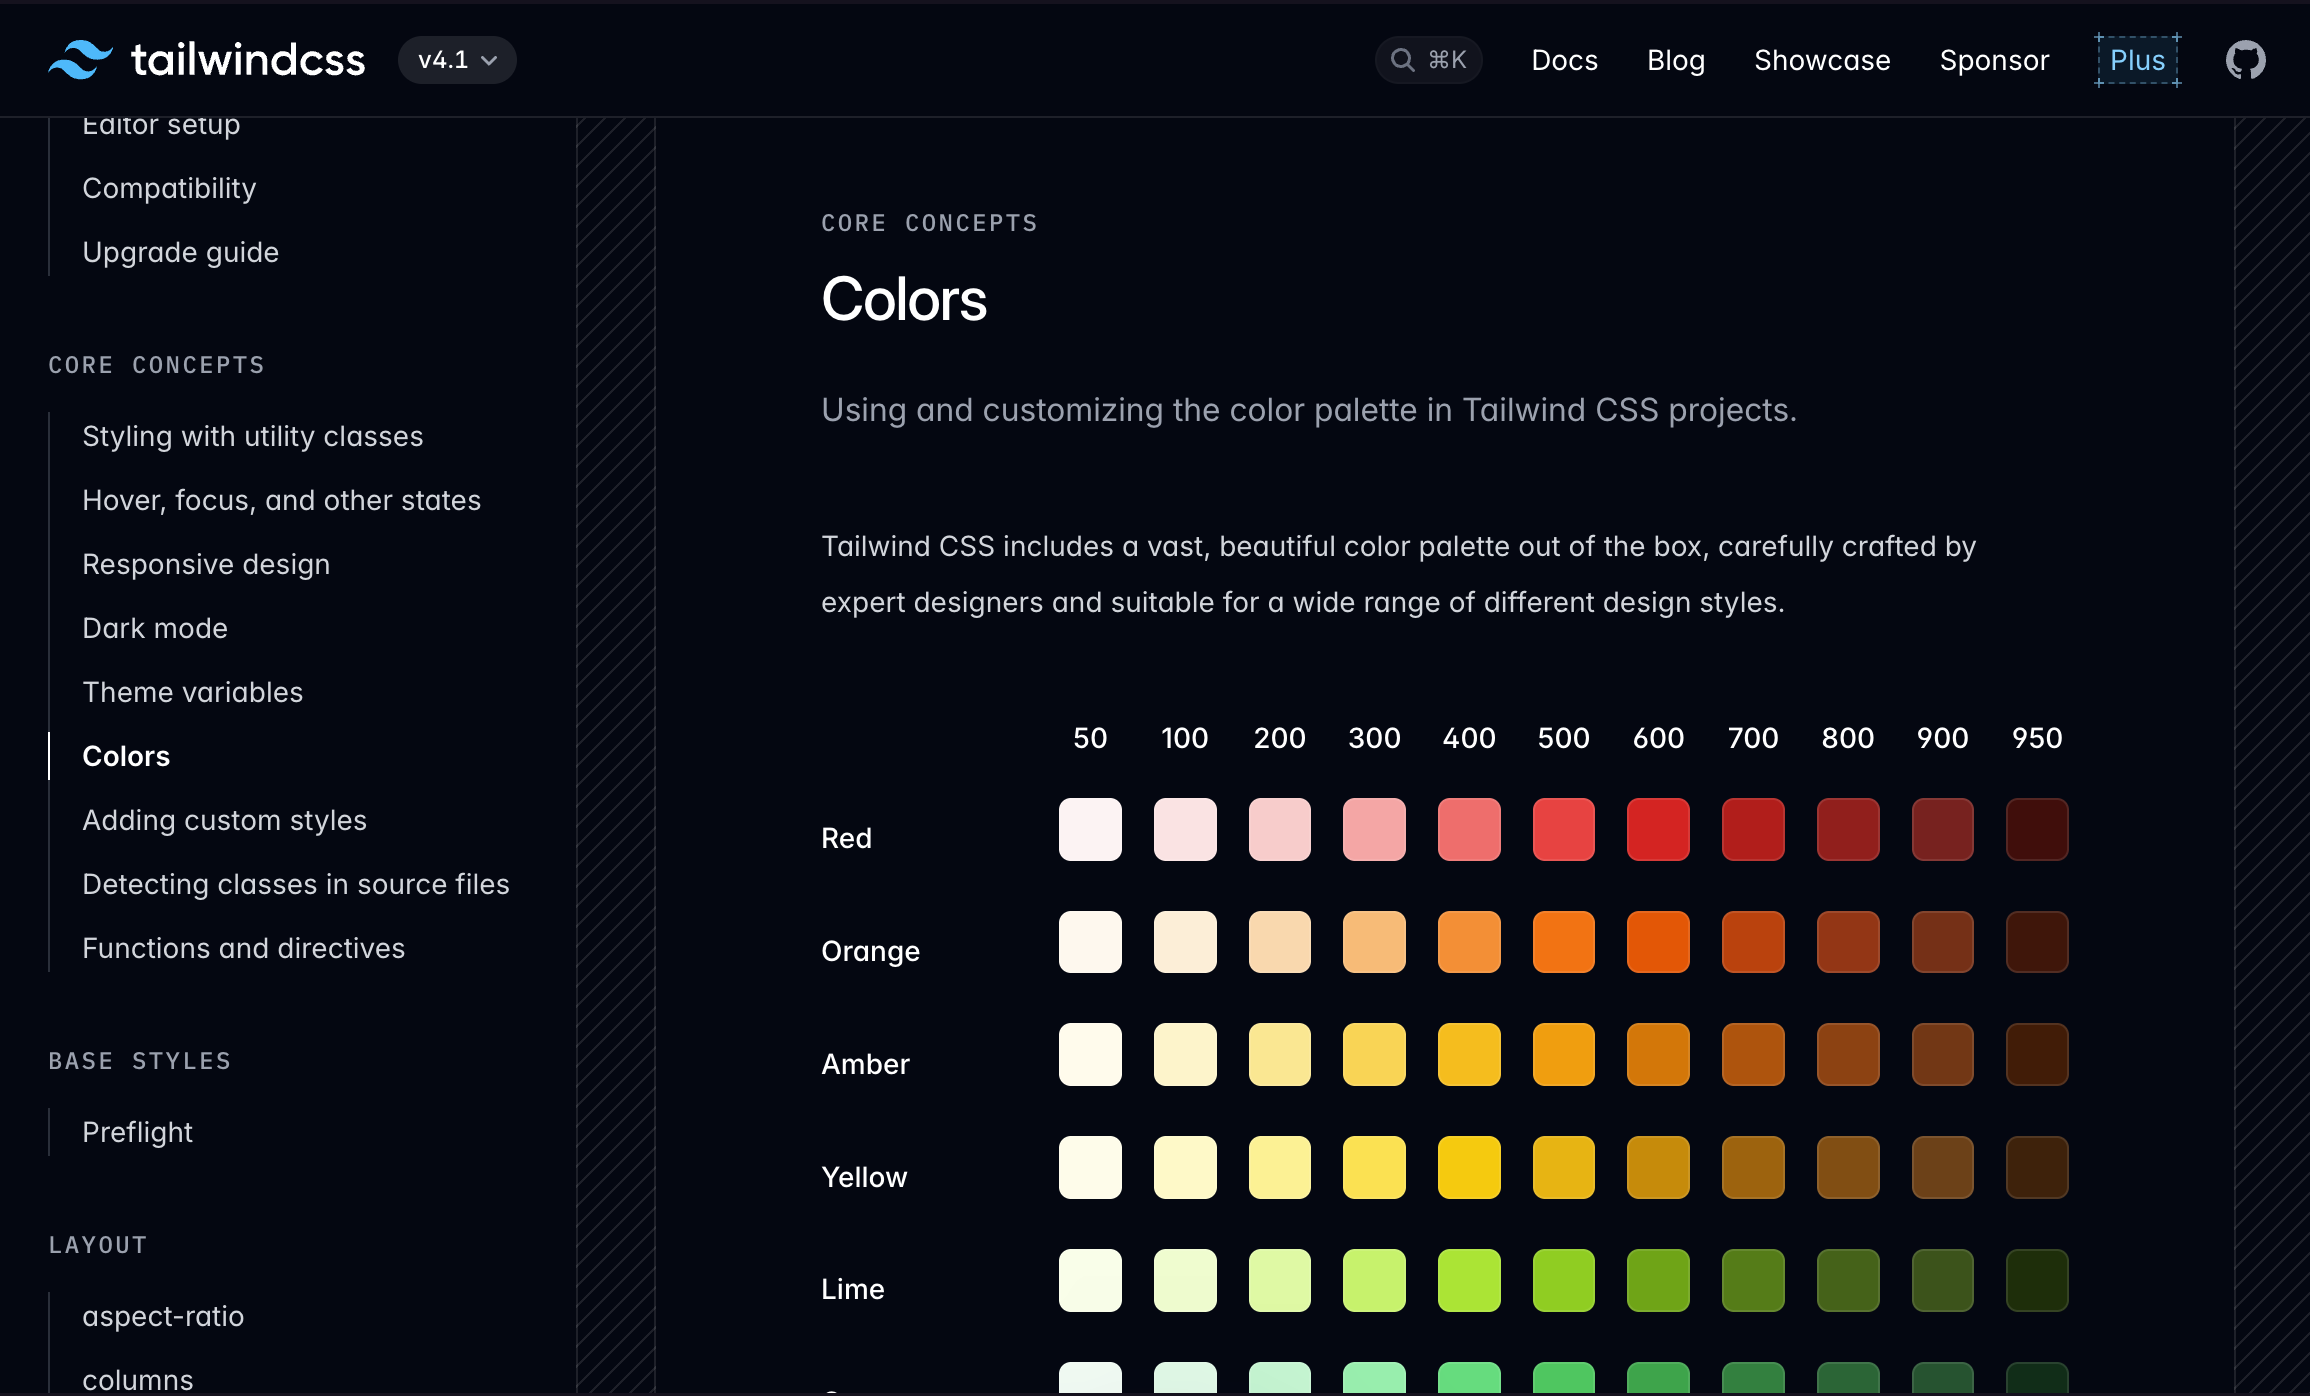 tailwindcss v4.1 ⌘K Docs Blog Showcase Sponsor Plus
Editor setup
Compatibility
Upgrade guide
CORE CONCEPTS
Styling with utility classes
Hover, focus, and other states
Responsive design
Dark mode
Theme variables
Colors
Adding custom styles
Detecting classes in source files
Functions and directives
BASE STYLES
Preflight
LAYOUT
aspect-ratio
columns
CORE CONCEPTS
Colors
Using and customizing the color palette in Tailwind CSS projects.
Tailwind CSS includes a vast, beautiful color palette out of the box, carefully crafted by
expert designers and suitable for a wide range of different design styles.
50 100 200 300 400 500 600 700 800 900 950
Red
Orange
Amber
Yellow
Lime